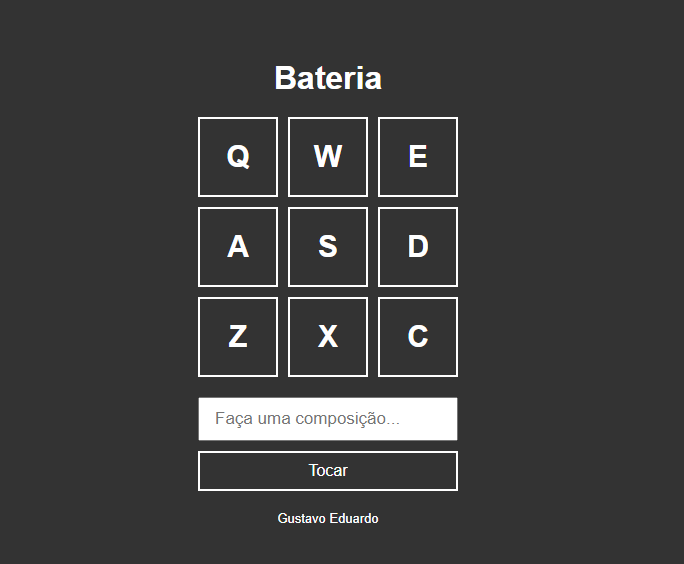 Bateria
Q W E
A S D
Z X C
Faça uma composição...
Tocar
Gustavo Eduardo